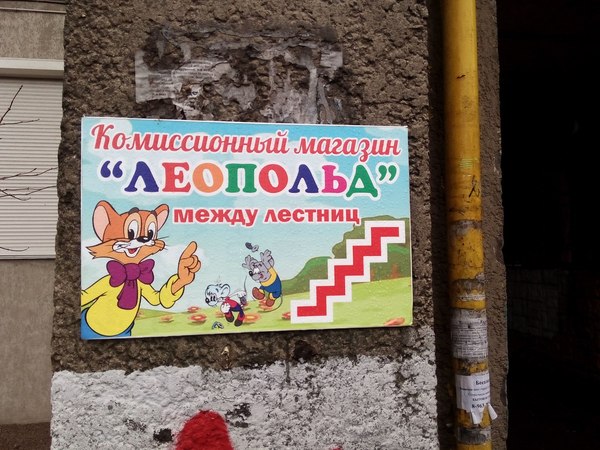 Комиссионный магазин
"ЛЕОПОЛЬД"
между лестниц